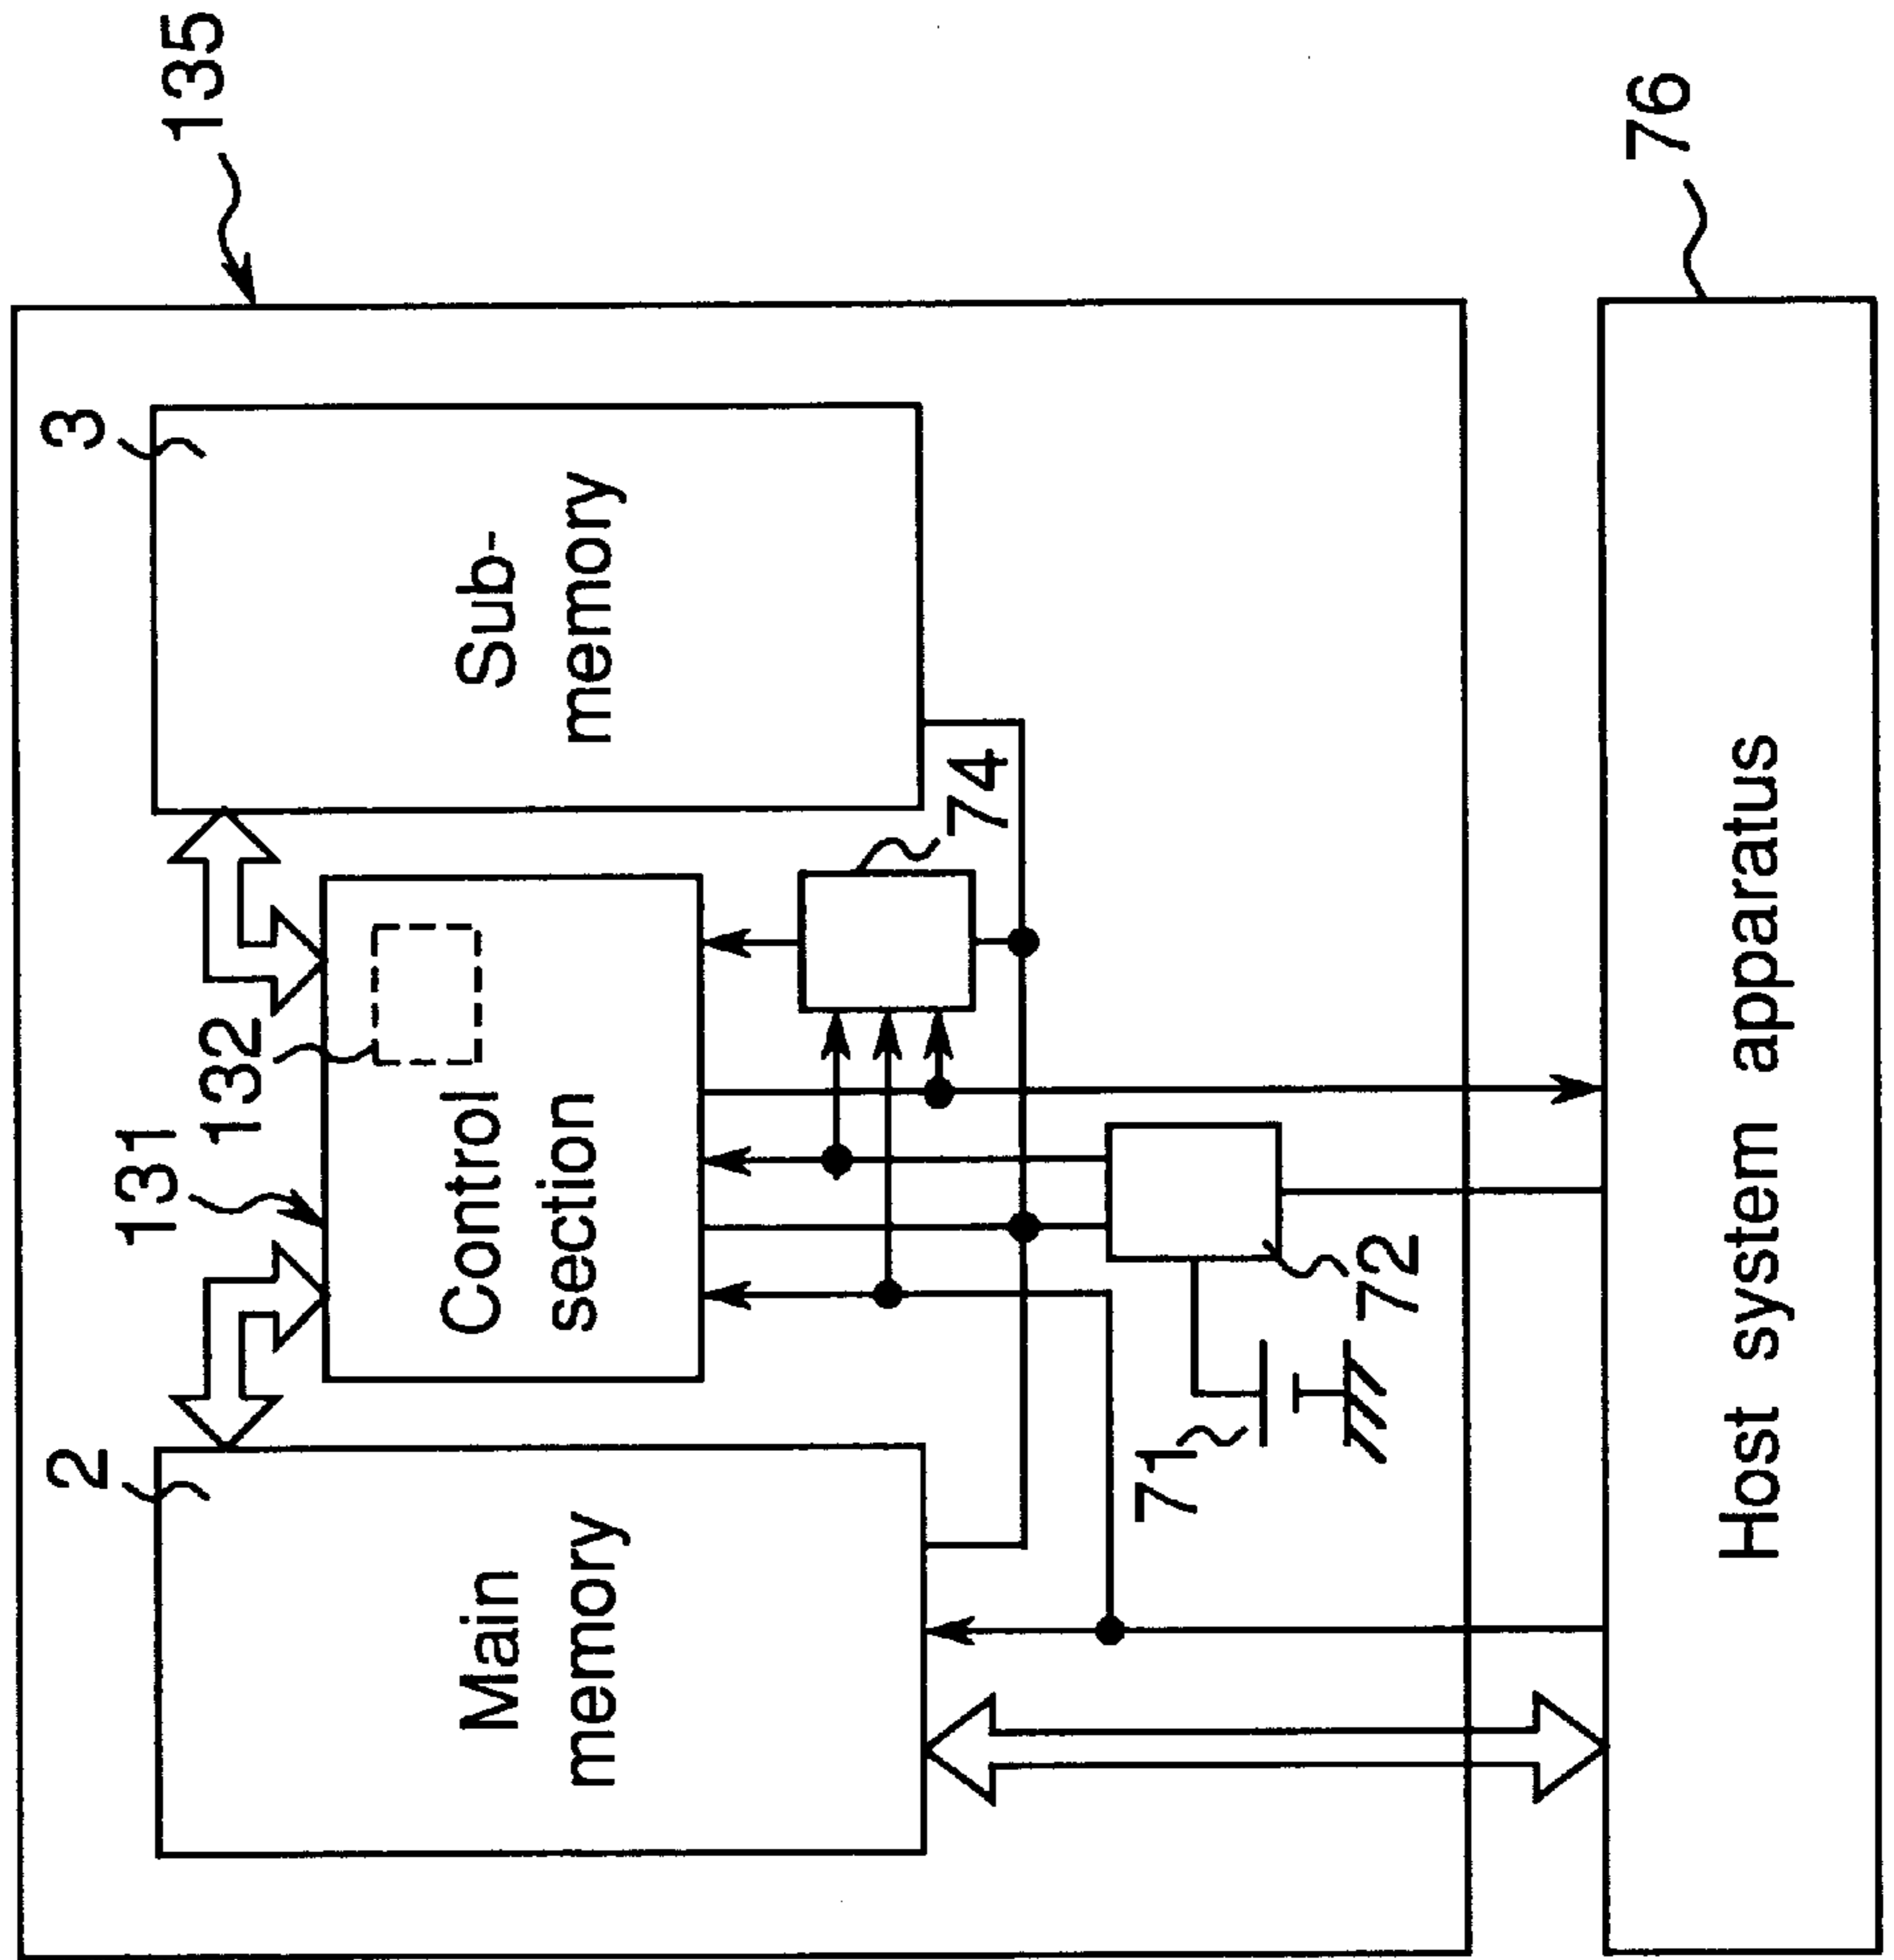 135
3
Sub-
memory
74
132
131
Control
section
2
Main
memory
71
72
76
Host system apparatus